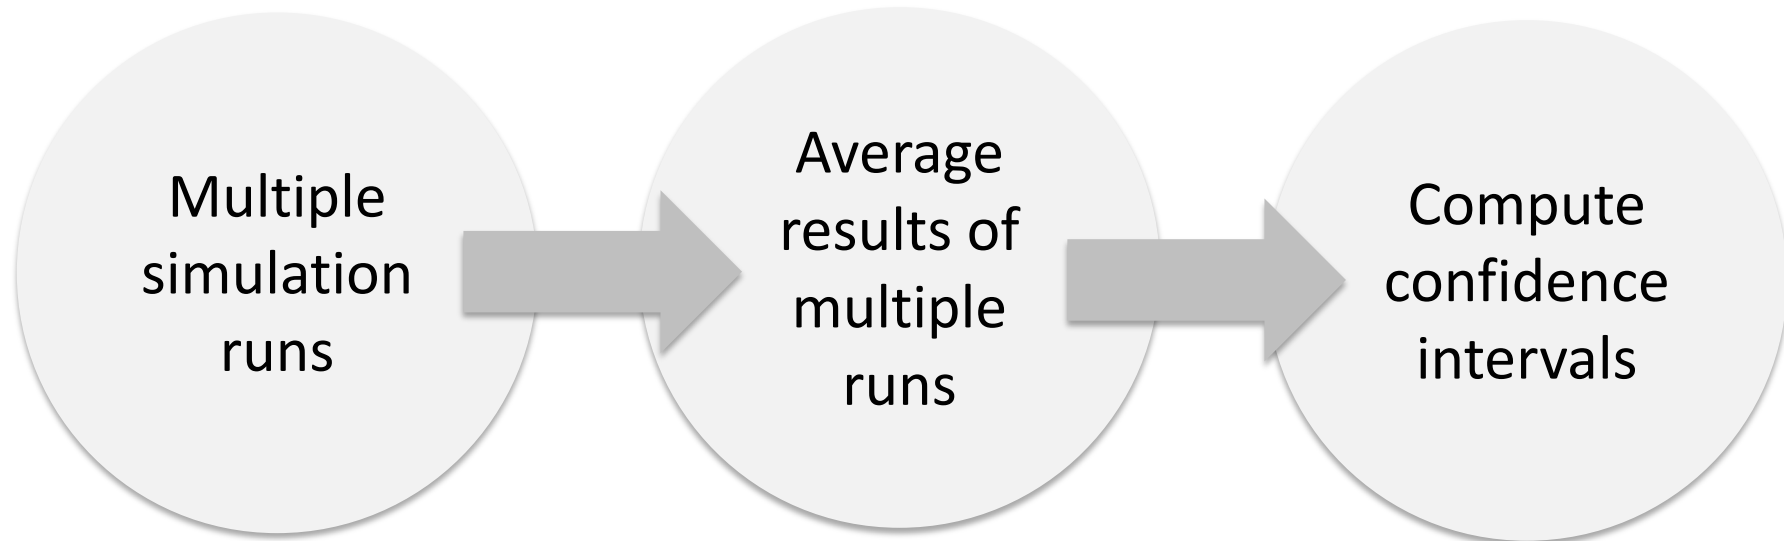 Multiple
simulation
runs
Average
results of
multiple
runs
Compute
confidence
intervals